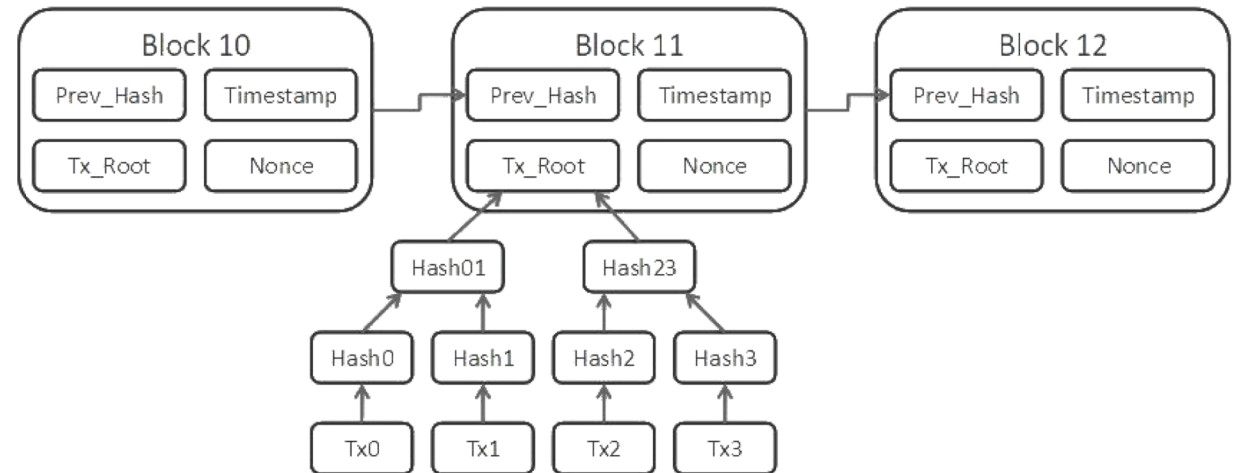 Block 10 Block 11 Block 12
Prev_Hash Timestamp Prev_Hash Timestamp Prev_Hash Timestamp
Tx_Root Nonce Tx_Root Nonce Tx_Root Nonce
Hash01 Hash23
Hash0 Hash1 Hash2 Hash3
Tx0 Tx1 Tx2 Tx3